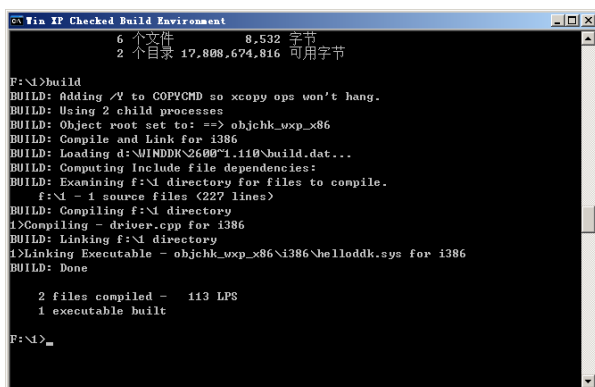 Win XP Checked Build Environment
6 个文件 8,532 字节
2 个目录 17,808,674,816 可用字节
F:\1>build
BUILD: Adding /Y to COPYCMD so xcopy ops won't hang.
BUILD: Using 2 child processes
BUILD: Object root set to: ==> objchk_wxp_x86
BUILD: Compile and Link for i386
BUILD: Loading d:\WINDDK\2600~1.110\build.dat...
BUILD: Computing Include file dependencies:
BUILD: Examining f:\1 directory for files to compile.
f:\1 - 1 source files (227 lines)
BUILD: Compiling f:\1 directory
1>Compiling - driver.cpp for i386
BUILD: Linking f:\1 directory
1>Linking Executable - objchk_wxp_x86\i386\helloddk.sys for i386
BUILD: Done
2 files compiled - 113 LPS
1 executable built
F:\1>_